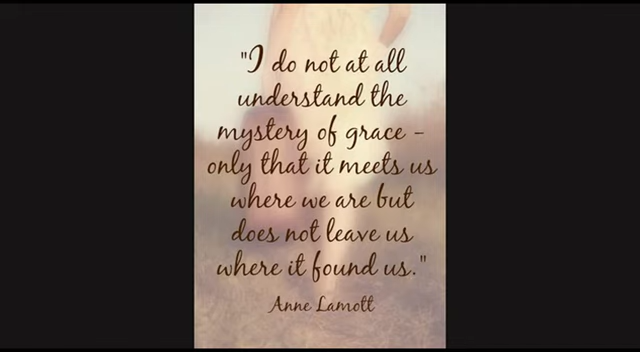 "I do not at all
understand the
mystery of grace -
only that it meets us
where we are but
does not leave us
where it found us."
Anne Lamott